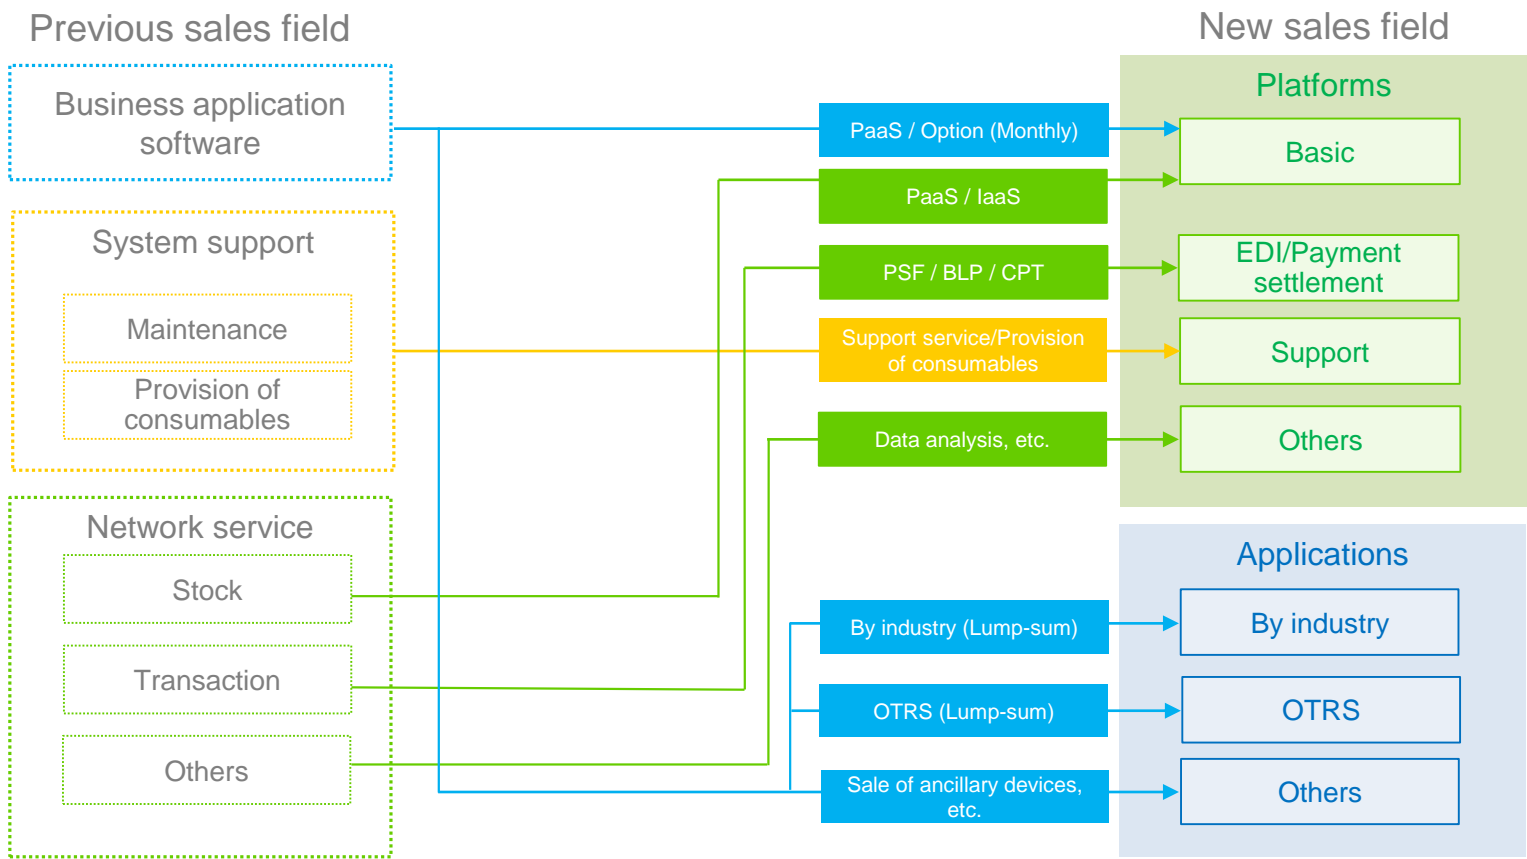 Previous sales field
New sales field
Business application
software
System support
Maintenance
Provision of
consumables
Network service
Stock
Transaction
Others
PaaS / Option (Monthly)
PaaS / IaaS
PSF / BLP / CPT
Support service/Provision
of consumables
Data analysis, etc.
By industry (Lump-sum)
OTRS (Lump-sum)
Sale of ancillary devices,
etc.
Platforms
Basic
EDI/Payment
settlement
Support
Others
Applications
By industry
OTRS
Others